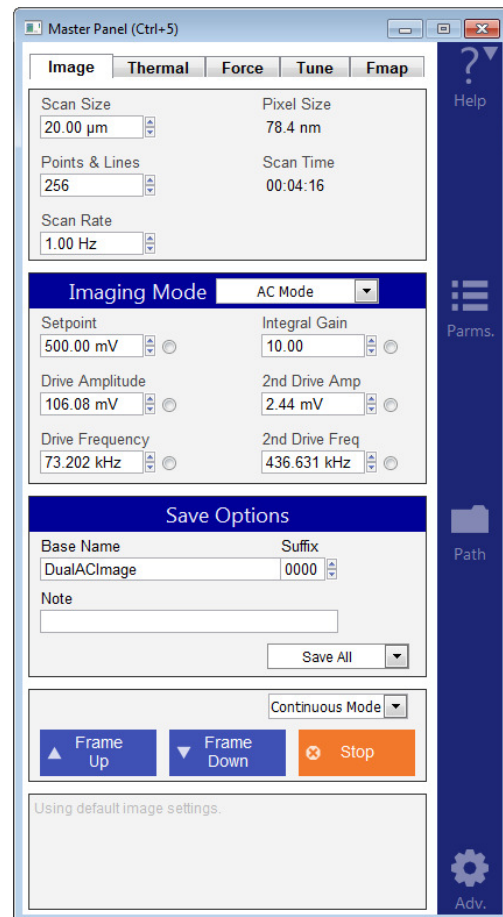 Master Panel (Ctrl+5)
Image Thermal Force Tune Fmap
Help
Scan Size Pixel Size
20.00 µm 78.4 nm
Points & Lines Scan Time
256 00:04:16
Scan Rate
1.00 Hz
Imaging Mode AC Mode
Parms.
Setpoint Integral Gain
500.00 mV 10.00
Drive Amplitude 2nd Drive Amp
106.08 mV 2.44 mV
Drive Frequency 2nd Drive Freq
73.202 kHz 436.631 kHz
Save Options
Base Name Suffix
DualACImage 0000
Path
Note
Save All
Continuous Mode
Frame Up Frame Down Stop
Using default image settings.
Adv.